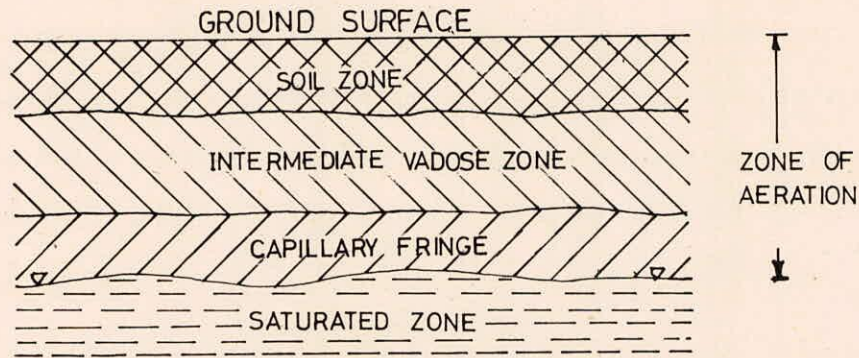 GROUND SURFACE
SOIL ZONE
INTERMEDIATE VADOSE ZONE
ZONE OF
AERATION
CAPILLARY FRINGE
SATURATED ZONE